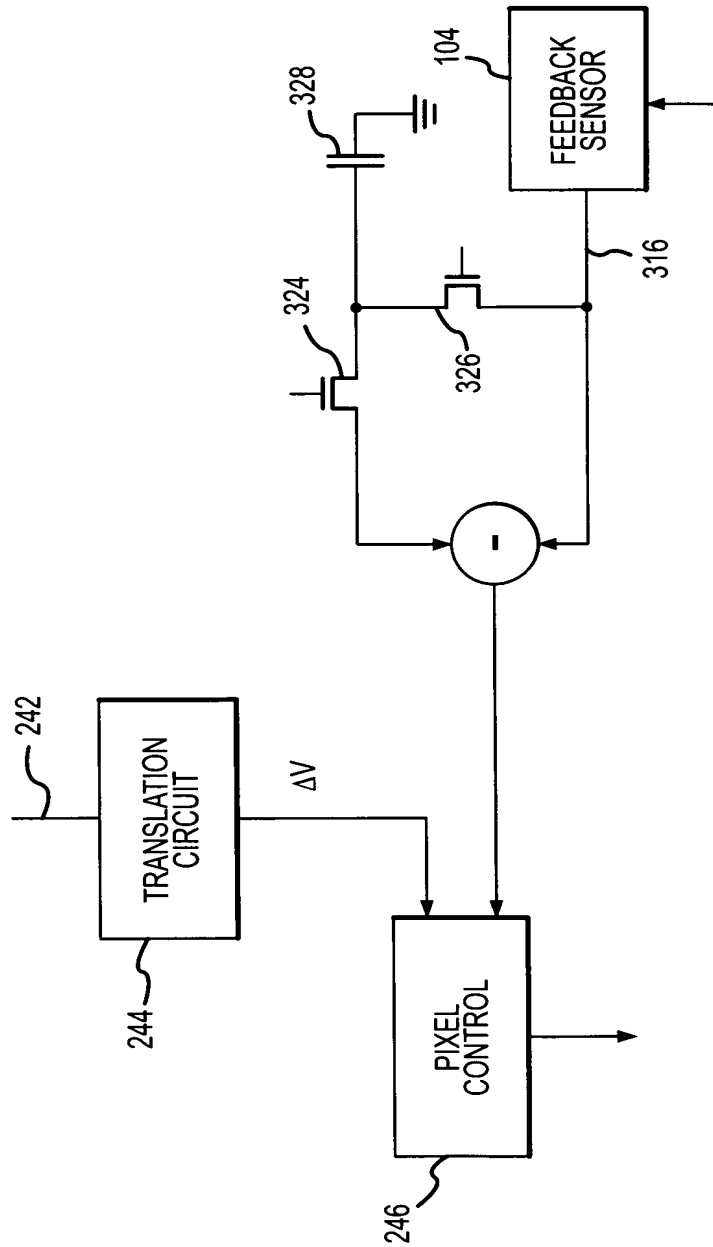 242
TRANSLATION
CIRCUIT
244
ΔV
PIXEL
CONTROL
246
-
324
328
326
316
104
FEEDBACK
SENSOR